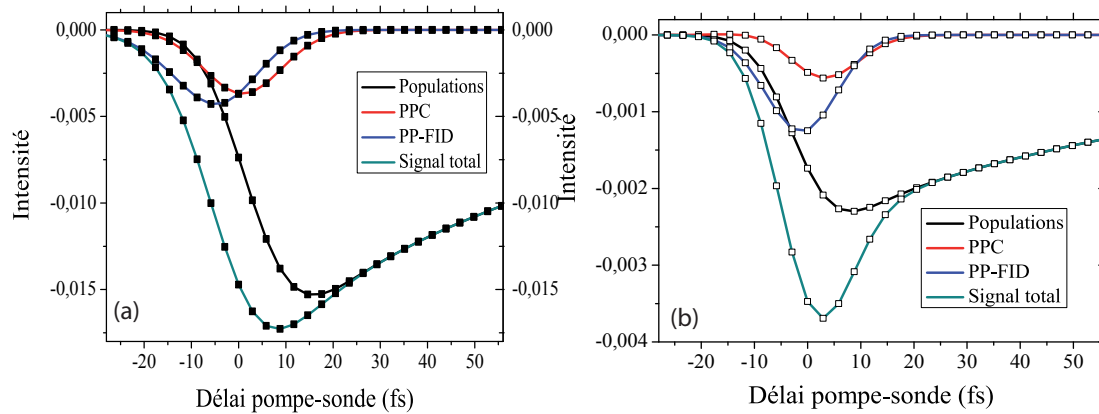 0,000
-0,005
-0,010
-0,015
Intensité
0,000
-0,005
-0,010
-0,015
Populations
PPC
PP-FID
Signal total
(a)
-20 -10 0 10 20 30 40 50
Délai pompe-sonde (fs)
0,000
-0,001
-0,002
-0,003
-0,004
Intensité
Populations
PPC
PP-FID
Signal total
(b)
-20 -10 0 10 20 30 40 50
Délai pompe-sonde (fs)